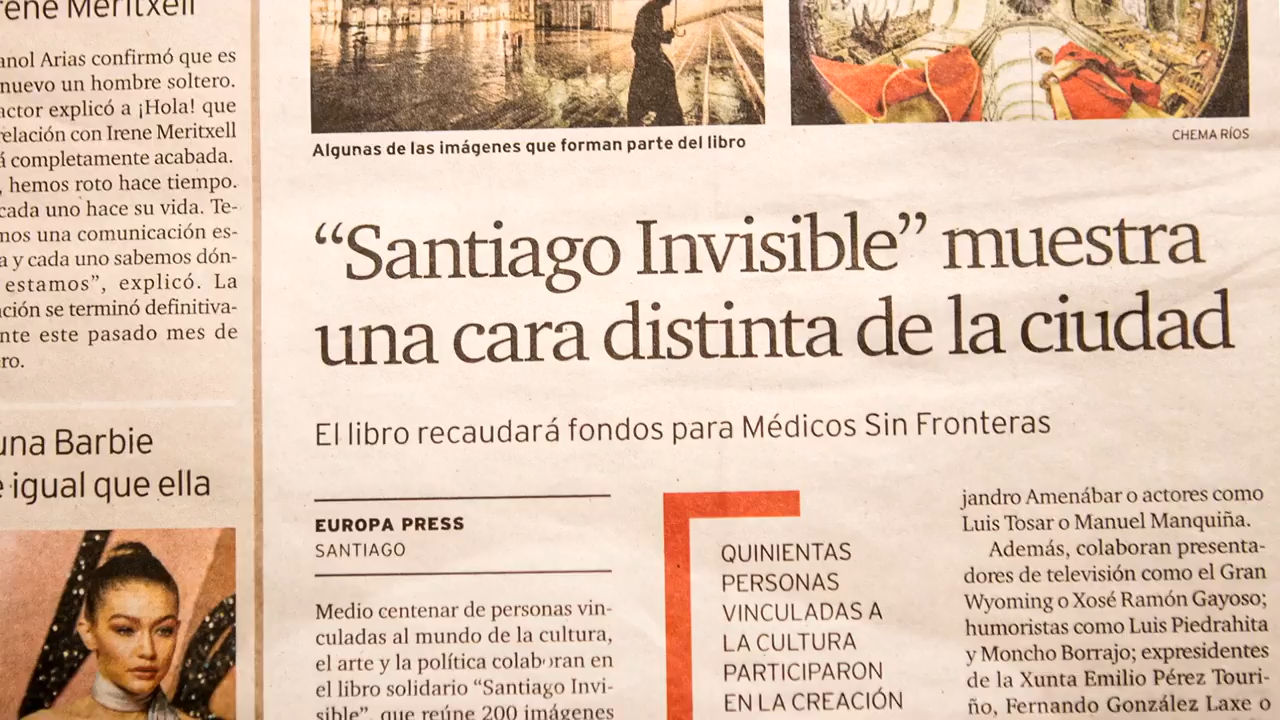 rene Meritxell
anol Arias confirmó que es
nuevo un hombre soltero.
actor explicó a ¡Hola! que
relación con Irene Meritxell
á completamente acabada.
, hemos roto hace tiempo.
cada uno hace su vida. Te-
mos una comunicación es-
a y cada uno sabemos dón-
estamos”, explicó. La
ación se terminó definitiva-
nte este pasado mes de
ro.
una Barbie
e igual que ella
Algunas de las imágenes que forman parte del libro
CHEMA RÍOS
“Santiago Invisible” muestra
una cara distinta de la ciudad
El libro recaudará fondos para Médicos Sin Fronteras
EUROPA PRESS
SANTIAGO
Medio centenar de personas vin-
culadas al mundo de la cultura,
el arte y la política colaboran en
el libro solidario “Santiago Invi-
sible”, que reúne 200 imágenes
QUINIENTAS
PERSONAS
VINCULADAS A
LA CULTURA
PARTICIPARON
EN LA CREACIÓN
jandro Amenábar o actores como
Luis Tosar o Manuel Manquiña.
Además, colaboran presenta-
dores de televisión como el Gran
Wyoming o Xosé Ramón Gayoso;
humoristas como Luis Piedrahita
y Moncho Borrajo; expresidentes
de la Xunta Emilio Pérez Touri-
ño, Fernando González Laxe o